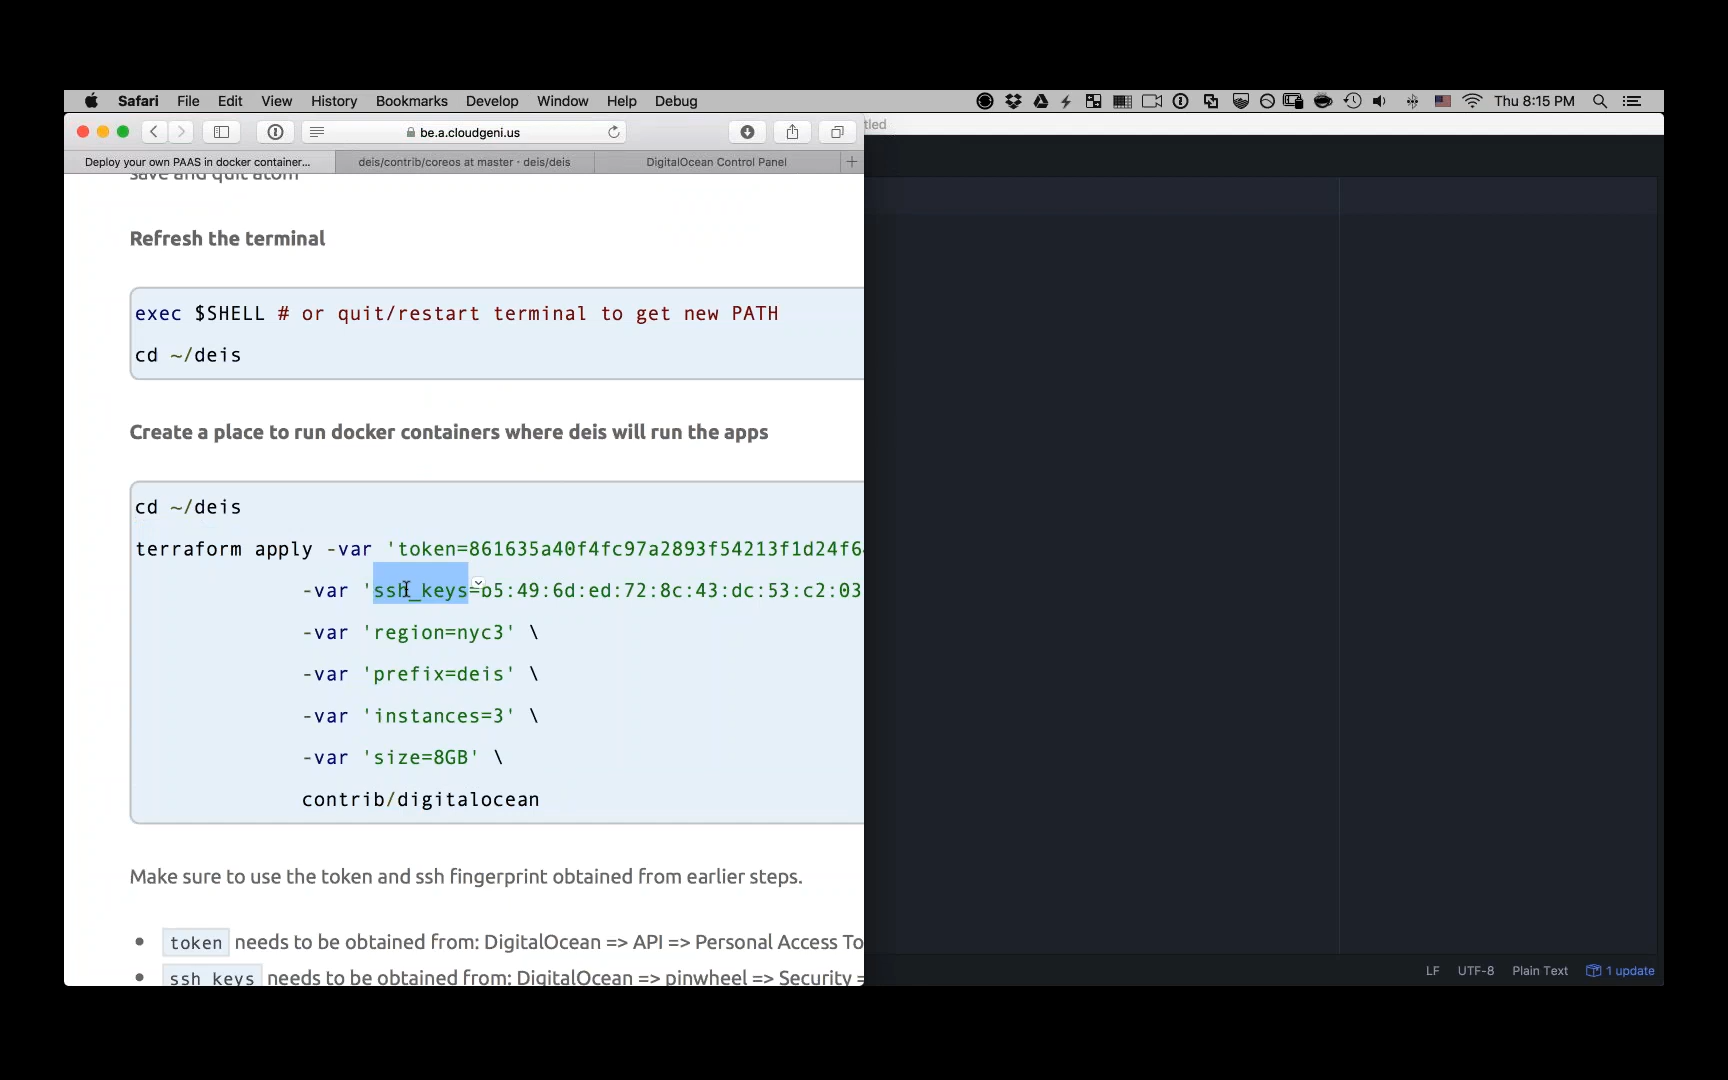 Safari File Edit View History Bookmarks Develop Window Help Debug Thu 8:15 PM
be.a.cloudgeni.us
Deploy your own PAAS in docker container... deis/contrib/coreos at master · deis/deis DigitalOcean Control Panel
save and quit atom
Refresh the terminal
exec $SHELL # or quit/restart terminal to get new PATH
cd ~/deis
Create a place to run docker containers where deis will run the apps
cd ~/deis
terraform apply -var 'token=861635a40f4fc97a2893f54213f1d24f6
-var 'ssh_keys=b5:49:6d:ed:72:8c:43:dc:53:c2:03
-var 'region=nyc3' \
-var 'prefix=deis' \
-var 'instances=3' \
-var 'size=8GB' \
contrib/digitalocean
Make sure to use the token and ssh fingerprint obtained from earlier steps.
• token needs to be obtained from: DigitalOcean => API => Personal Access To
• ssh_keys needs to be obtained from: DigitalOcean => pinwheel => Security =
LF UTF-8 Plain Text 1 update